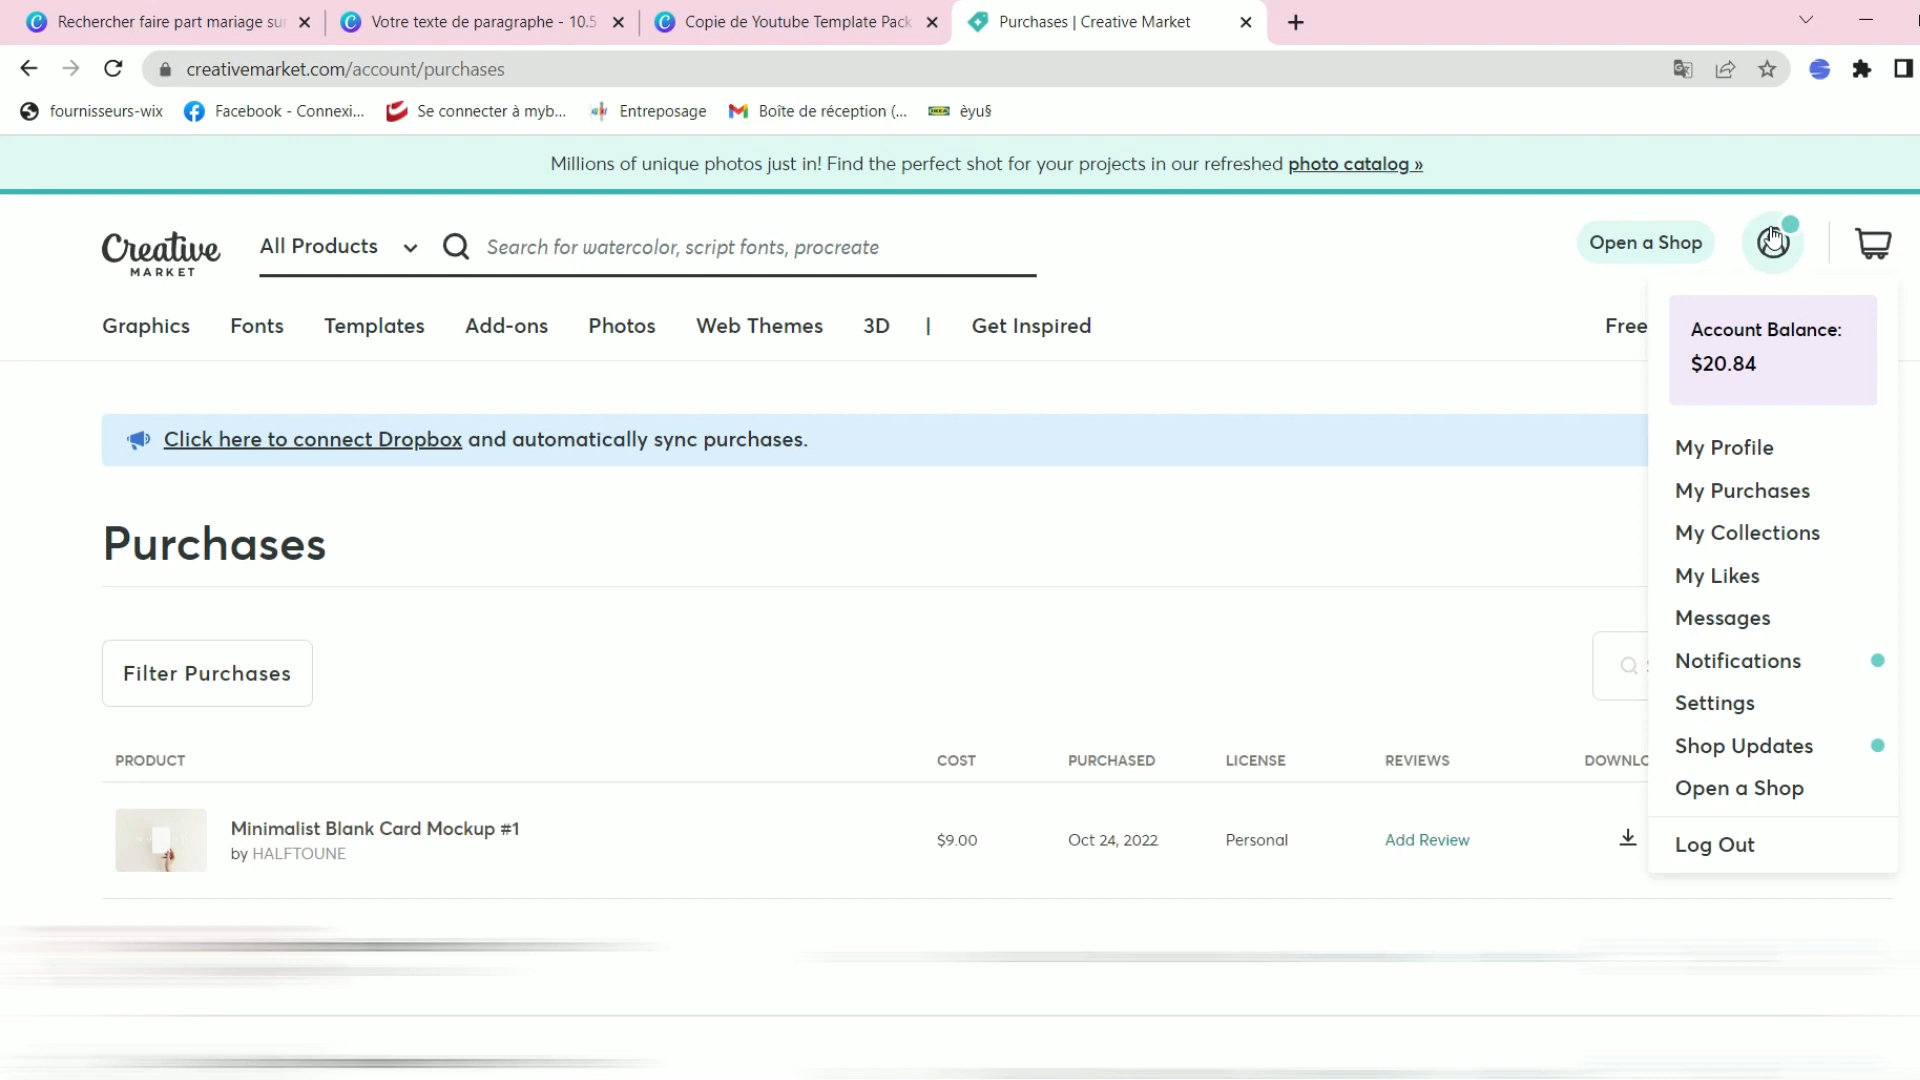 Rechercher faire part mariage su
Votre texte de paragraphe - 10.5
Copie de Youtube Template Pack
Purchases | Creative Market
creativemarket.com/account/purchases
fournisseurs-wix
Facebook - Connexi...
Se connecter à myb...
Entreposage
Boîte de réception (...
IKEA
èyu§
Millions of unique photos just in! Find the perfect shot for your projects in our refreshed photo catalog »
Creative
MARKET
All Products
Search for watercolor, script fonts, procreate
Open a Shop
Graphics
Fonts
Templates
Add-ons
Photos
Web Themes
3D
|
Get Inspired
Free
Account Balance:
$20.84
Click here to connect Dropbox and automatically sync purchases.
My Profile
My Purchases
My Collections
My Likes
Messages
Notifications
Settings
Shop Updates
Open a Shop
Log Out
Purchases
Filter Purchases
PRODUCT
COST
PURCHASED
LICENSE
REVIEWS
DOWNLO
Minimalist Blank Card Mockup #1
by HALFTOUNE
$9.00
Oct 24, 2022
Personal
Add Review